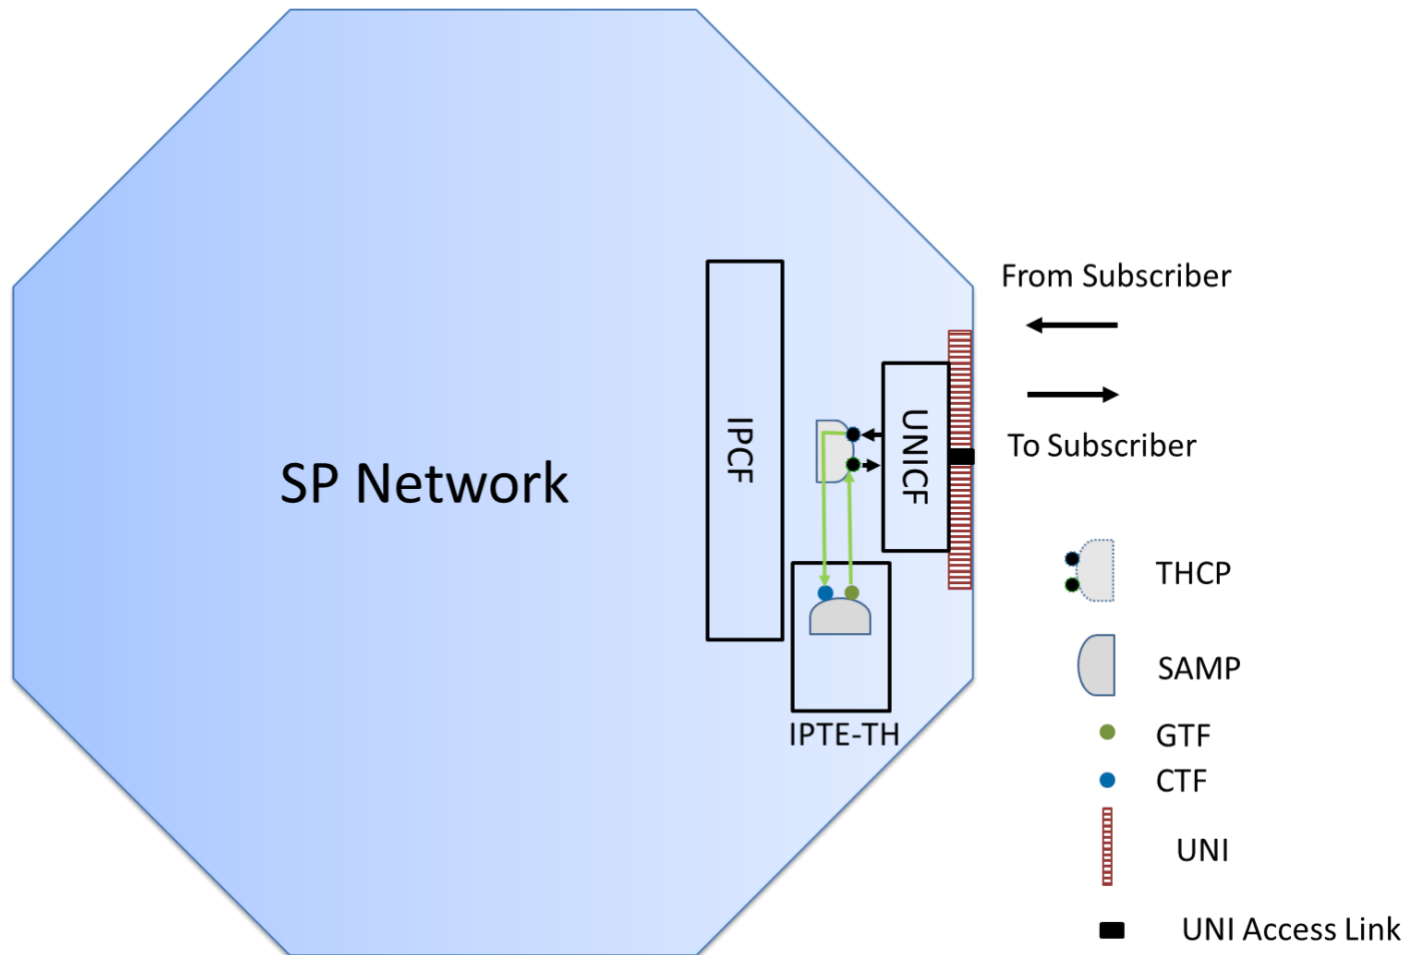 From Subscriber
To Subscriber
SP Network
IPCF
UNICF
IPTE-TH
THCP
SAMP
GTF
CTF
UNI
UNI Access Link